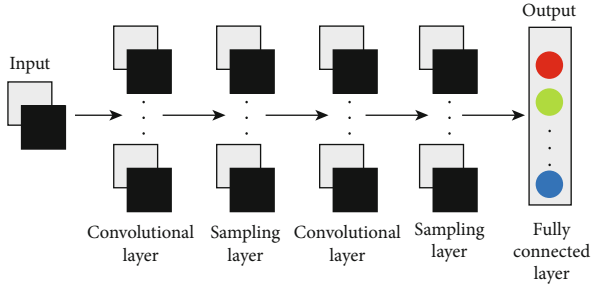 Output
Input
Convolutional
layer
Sampling
layer
Convolutional
layer
Sampling
layer
Fully
connected
layer